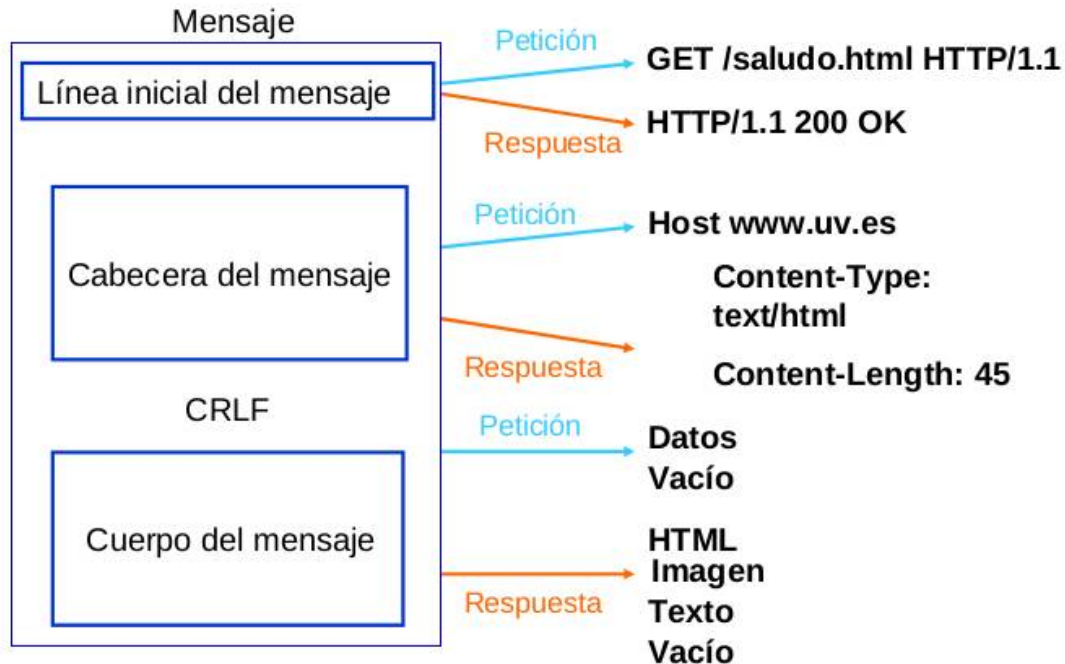 Mensaje
Línea inicial del mensaje
Petición
GET /saludo.html HTTP/1.1
Respuesta
HTTP/1.1 200 OK
Cabecera del mensaje
Petición
Host www.uv.es
Respuesta
Content-Type:
text/html
Content-Length: 45
CRLF
Cuerpo del mensaje
Petición
Datos
Vacío
Respuesta
HTML
Imagen
Texto
Vacío